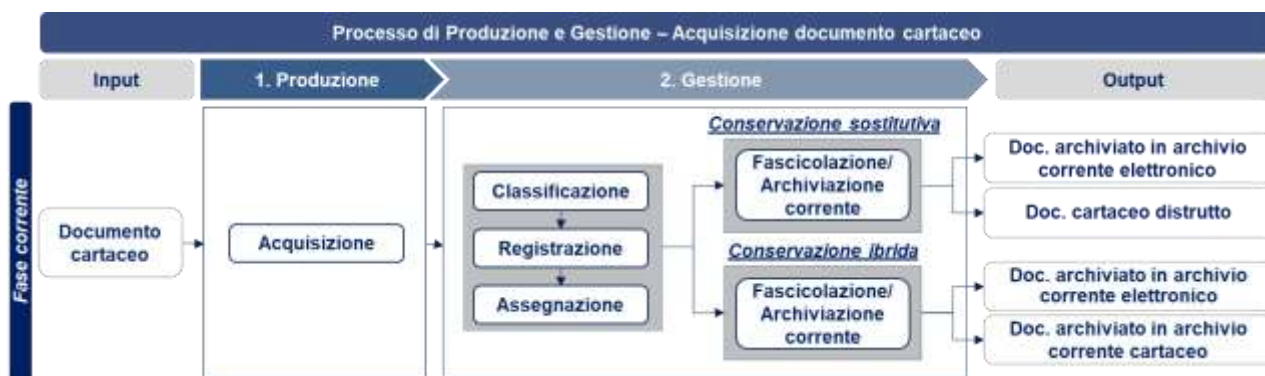 Processo di Produzione e Gestione – Acquisizione documento cartaceo
Input
1. Produzione
2. Gestione
Output
Fase corrente
Documento
cartaceo
Acquisizione
Classificazione
Registrazione
Assegnazione
Conservazione sostitutiva
Fascicolazione/
Archiviazione
corrente
Conservazione ibrida
Fascicolazione/
Archiviazione
corrente
Doc. archiviato in archivio
corrente elettronico
Doc. cartaceo distrutto
Doc. archiviato in archivio
corrente elettronico
Doc. archiviato in archivio
corrente cartaceo